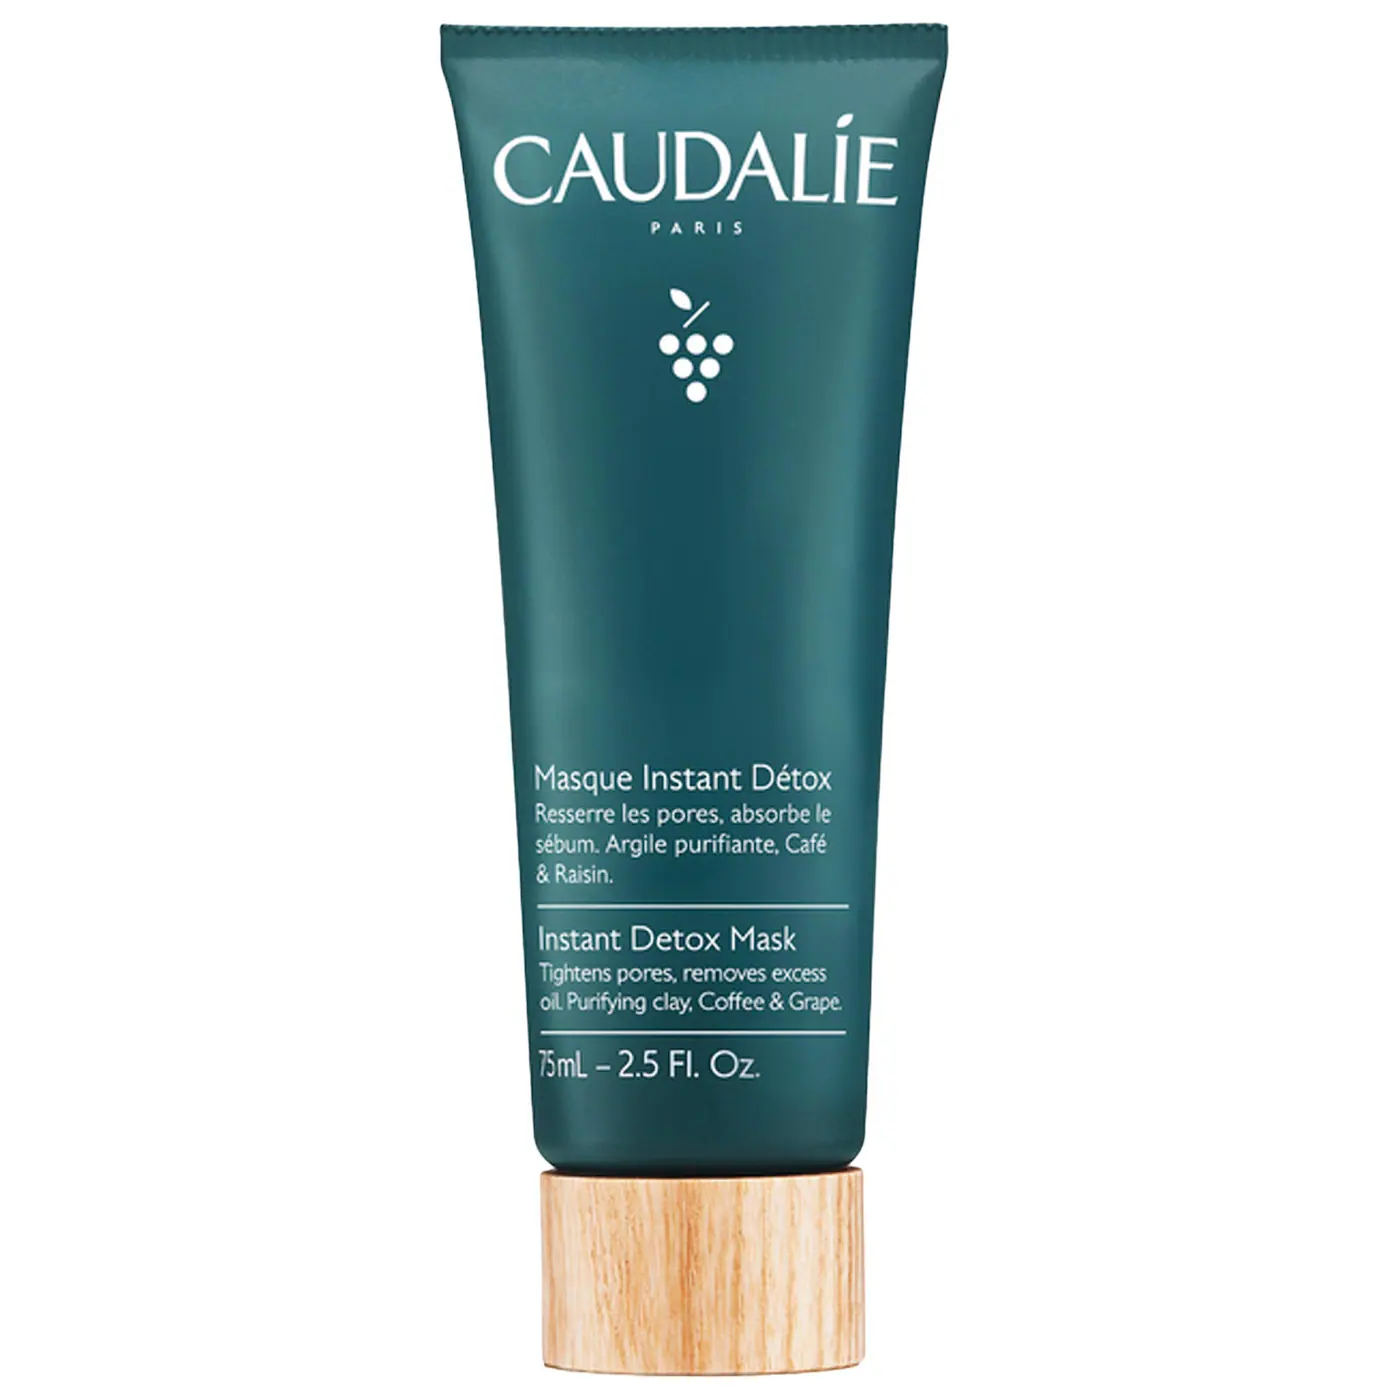 CAUDALÍE
PARIS
Masque Instant Détox
Resserre les pores, absorbe le
sébum. Argile purifiante, Café
& Raisin.
Instant Detox Mask
Tightens pores, removes excess
oil. Purifying clay, Coffee & Grape.
75mL – 2.5 Fl. Oz.